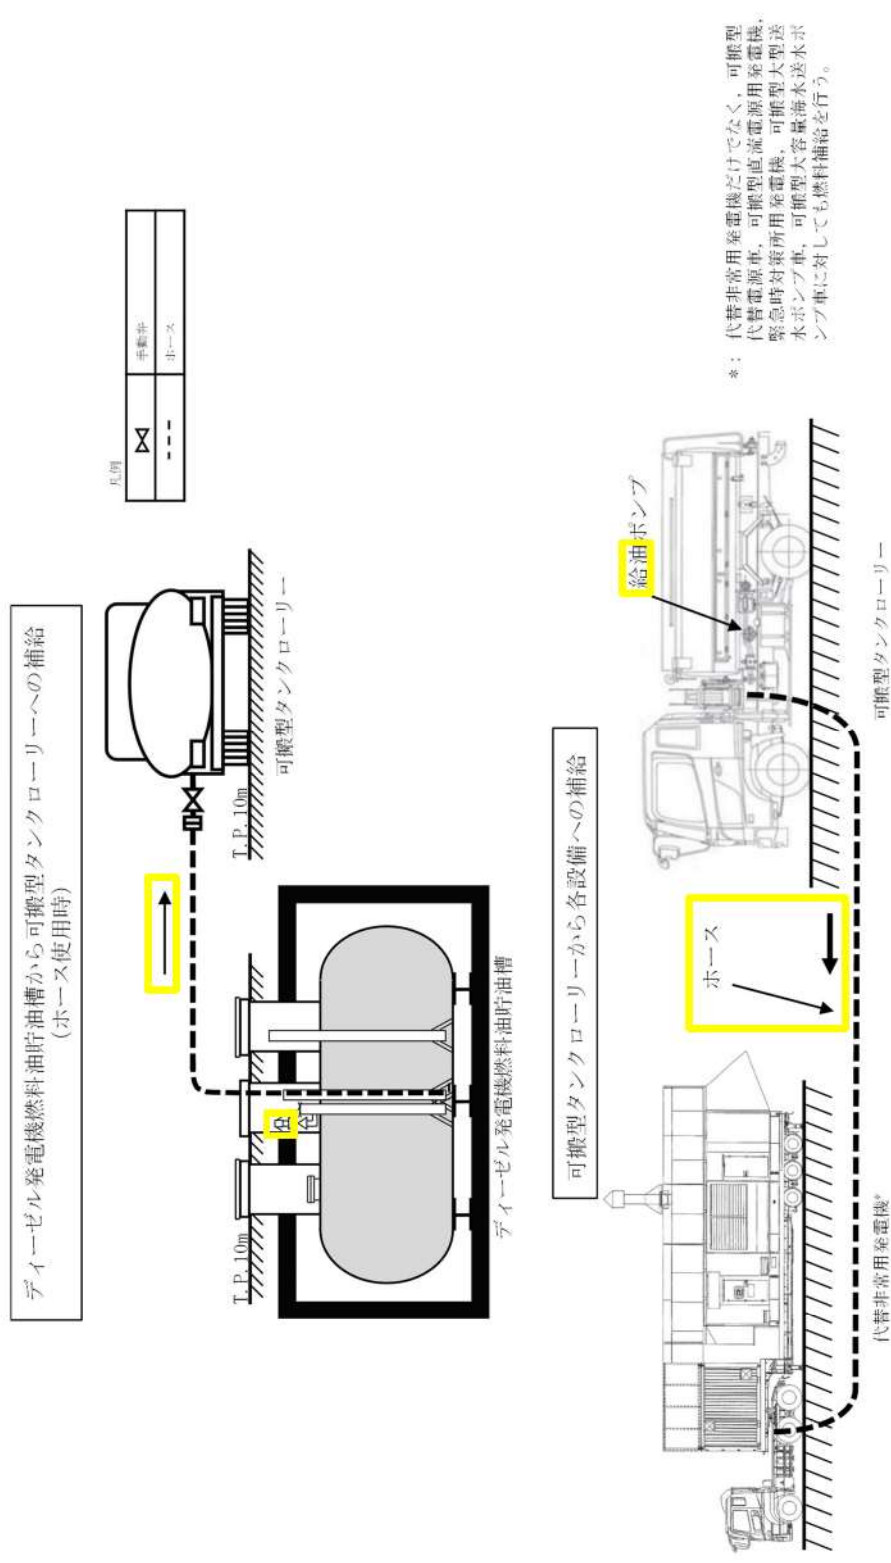 ディーゼル発電機燃料油貯油槽から可搬型タンクローリーへの補給
(ホース使用時)
凡例
手動弁
ホース
T.P.10m
T.P.10m
可搬型タンクローリー
ディーゼル発電機燃料油貯油槽
可搬型タンクローリーから各設備への補給
ホース
給油ポンプ
代替非常用発電機*
可搬型タンクローリー
*: 代替非常用発電機だけでなく,可搬型
代替電源車,可搬型直流電源用発電機,
緊急時対策所用発電機,可搬型大型送
水ポンプ車,可搬型大容量海水送水ポ
ンプ車に対しても燃料補給を行う。